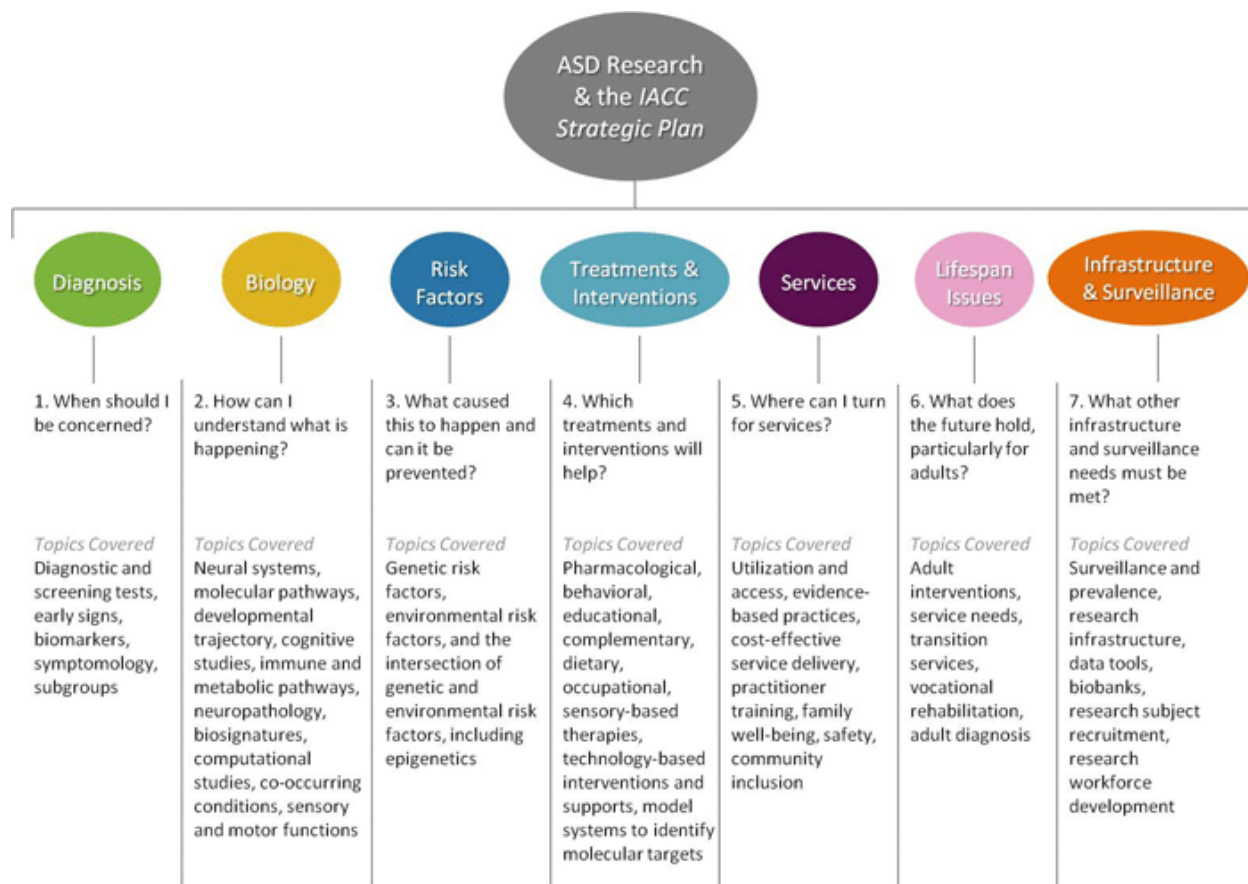 ASD Research
& the IACC
Strategic Plan
Diagnosis
Biology
Risk
Factors
Treatments &
Interventions
Services
Lifespan
Issues
Infrastructure
& Surveillance
1. When should I
be concerned?
2. How can I
understand what is
happening?
3. What caused
this to happen and
can it be
prevented?
4. Which
treatments and
interventions will
help?
5. Where can I turn
for services?
6. What does
the future hold,
particularly for
adults?
7. What other
infrastructure
and surveillance
needs must be
met?
Topics Covered
Diagnostic and
screening tests,
early signs,
biomarkers,
symptomology,
subgroups
Topics Covered
Neural systems,
molecular pathways,
developmental
trajectory, cognitive
studies, immune and
metabolic pathways,
neuropathology,
biosignatures,
computational
studies, co-occurring
conditions, sensory
and motor functions
Topics Covered
Genetic risk
factors,
environmental risk
factors, and the
intersection of
genetic and
environmental risk
factors, including
epigenetics
Topics Covered
Pharmacological,
behavioral,
educational,
complementary,
dietary,
occupational,
sensory-based
therapies,
technology-based
interventions and
supports, model
systems to identify
molecular targets
Topics Covered
Utilization and
access, evidence-
based practices,
cost-effective
service delivery,
practitioner
training, family
well-being, safety,
community
inclusion
Topics Covered
Adult
interventions,
service needs,
transition
services,
vocational
rehabilitation,
adult diagnosis
Topics Covered
Surveillance and
prevalence,
research
infrastructure,
data tools,
biobanks,
research subject
recruitment,
research
workforce
development